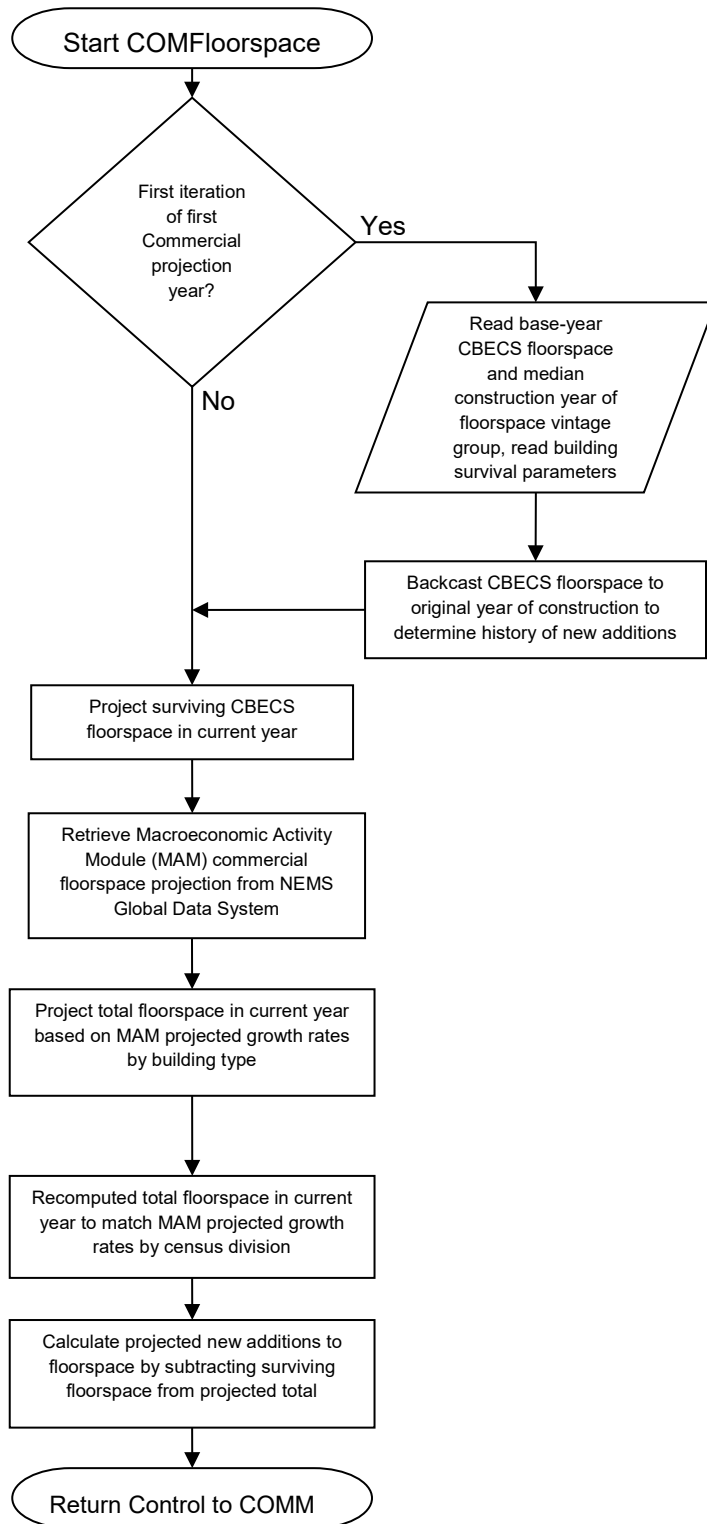 Start COMFloorspace
First iteration
of first
Commercial
projection
year?
Yes
No
Read base-year
CBECS floorspace
and median
construction year of
floorspace vintage
group, read building
survival parameters
Backcast CBECS floorspace to
original year of construction to
determine history of new additions
Project surviving CBECS
floorspace in current year
Retrieve Macroeconomic Activity
Module (MAM) commercial
floorspace projection from NEMS
Global Data System
Project total floorspace in current year
based on MAM projected growth rates
by building type
Recomputed total floorspace in current
year to match MAM projected growth
rates by census division
Calculate projected new additions to
floorspace by subtracting surviving
floorspace from projected total
Return Control to COMM